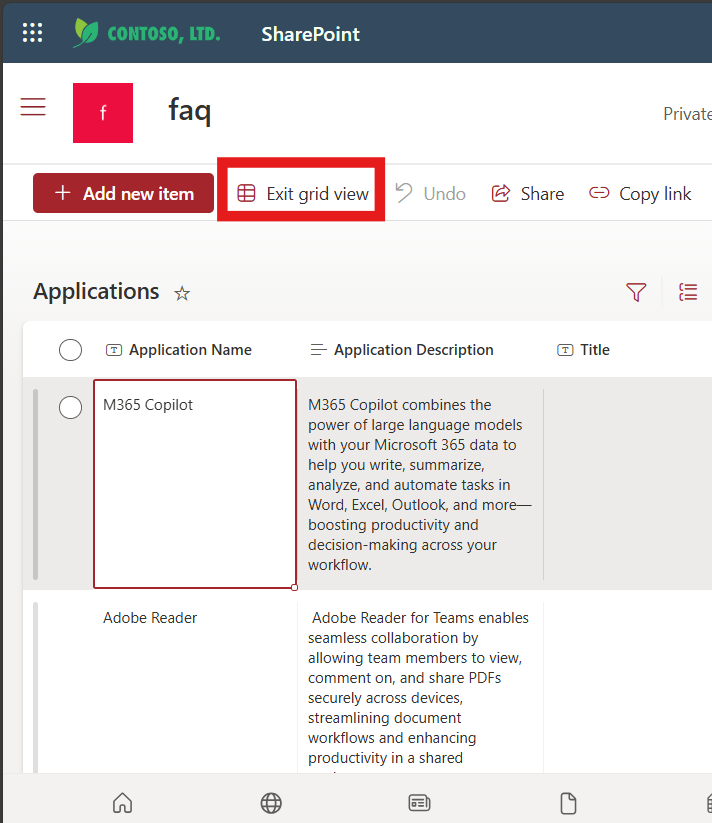 CONTOSO, LTD. SharePoint
f faq
Private
+ Add new item Exit grid view Undo Share Copy link
Applications
Application Name Application Description Title
M365 Copilot
M365 Copilot combines the
power of large language models
with your Microsoft 365 data to
help you write, summarize,
analyze, and automate tasks in
Word, Excel, Outlook, and more—
boosting productivity and
decision-making across your
workflow.
Adobe Reader
Adobe Reader for Teams enables
seamless collaboration by
allowing team members to view,
comment on, and share PDFs
securely across devices,
streamlining document
workflows and enhancing
productivity in a shared